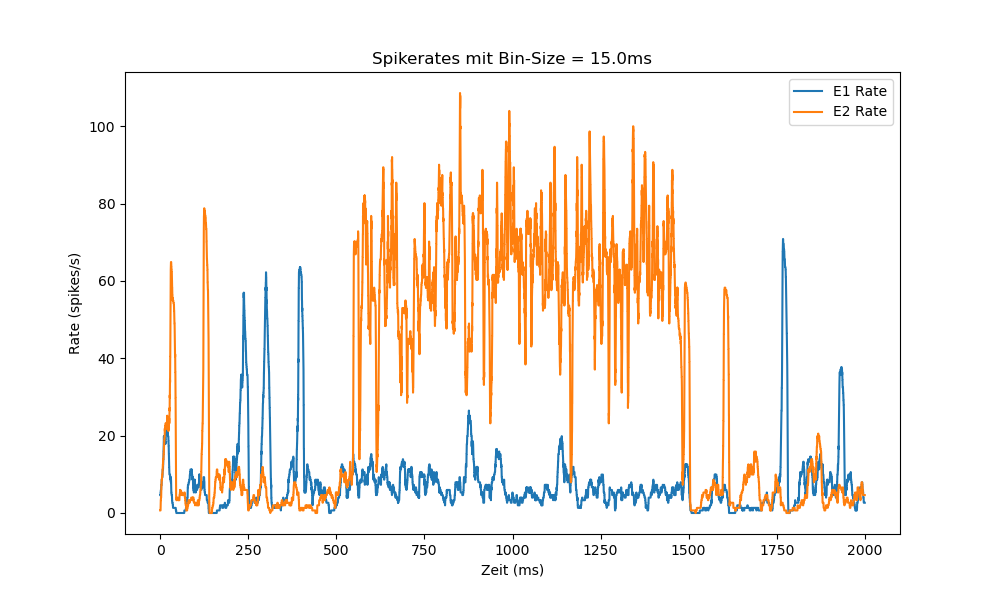 Spikerates mit Bin-Size = 15.0ms
E1 Rate
E2 Rate
Rate (spikes/s)
100
80
60
40
20
0
0 250 500 750 1000 1250 1500 1750 2000
Zeit (ms)